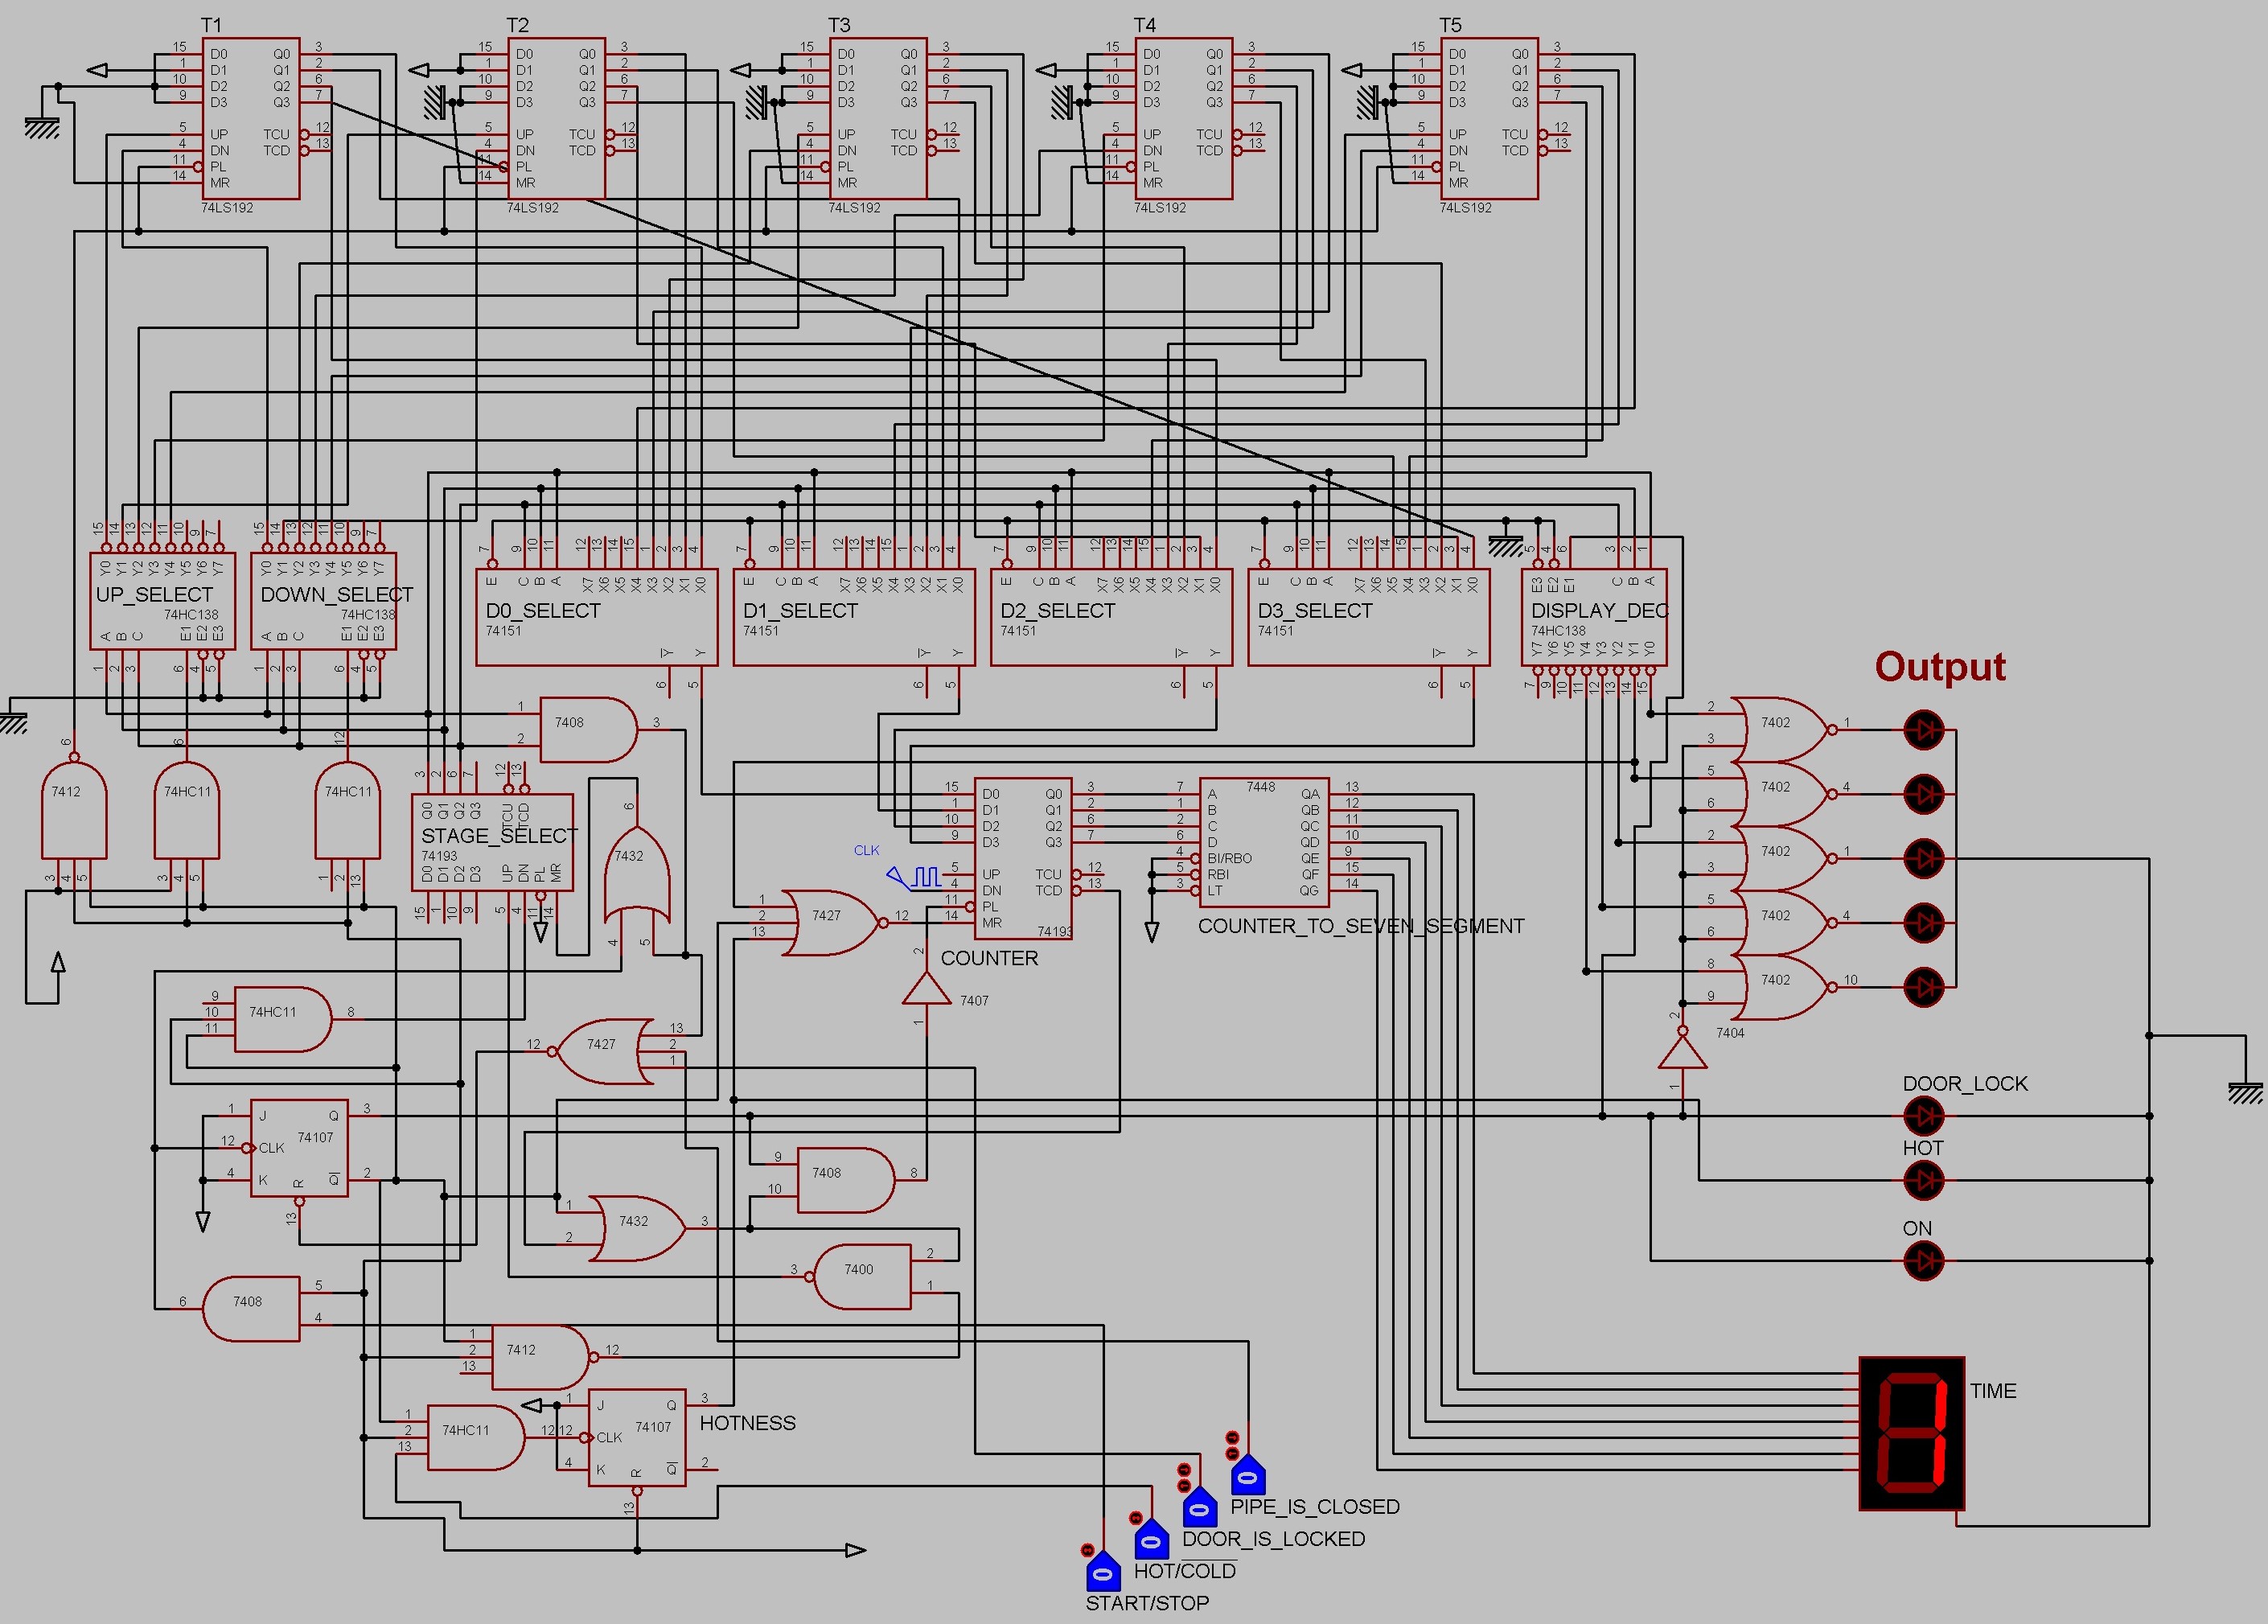 T1 T2 T3 T4 T5
15 D0 Q0 3 15 D0 Q0 3 15 D0 Q0 3 15 D0 Q0 3 15 D0 Q0 3
1 D1 Q1 2 1 D1 Q1 2 1 D1 Q1 2 1 D1 Q1 2 1 D1 Q1 2
10 D2 Q2 6 10 D2 Q2 6 10 D2 Q2 6 10 D2 Q2 6 10 D2 Q2 6
9 D3 Q3 7 9 D3 Q3 7 9 D3 Q3 7 9 D3 Q3 7 9 D3 Q3 7
5 UP TCU 12 5 UP TCU 12 5 UP TCU 12 5 UP TCU 12 5 UP TCU 12
4 DN TCD 13 4 DN TCD 13 4 DN TCD 13 4 DN TCD 13 4 DN TCD 13
11 PL 11 PL 11 PL 11 PL 11 PL
14 MR 14 MR 14 MR 14 MR 14 MR
74LS192 74LS192 74LS192 74LS192 74LS192
15 14 13 12 11 10 9 7 15 14 13 12 11 10 9 7
Y0 Y1 Y2 Y3 Y4 Y5 Y6 Y7 Y0 Y1 Y2 Y3 Y4 Y5 Y6 Y7
UP_SELECT DOWN_SELECT
74HC138 74HC138
A B C E1 E2 E3 A B C E1 E2 E3
1 2 3 6 4 5 1 2 3 6 4 5
7 9 10 11 12 13 14 15 1 2 3 4 7 9 10 11 12 13 14 15 1 2 3 4 7 9 10 11 12 13 14 15 1 2 3 4 7 9 10 11 12 13 14 15 1 2 3 4 5 4 6 3 2 1
E C B A X7 X6 X5 X4 X3 X2 X1 X0 E C B A X7 X6 X5 X4 X3 X2 X1 X0 E C B A X7 X6 X5 X4 X3 X2 X1 X0 E C B A X7 X6 X5 X4 X3 X2 X1 X0 E3 E2 E1 C B A
D0_SELECT D1_SELECT D2_SELECT D3_SELECT DISPLAY_DEC
74151 74151 74151 74151 74HC138
Y Y Y Y Y Y Y Y Y7 Y6 Y5 Y4 Y3 Y2 Y1 Y0
6 5 6 5 6 5 6 5 7 9 10 11 12 13 14 15
Output
1 2 7408 3
6 7412 3 4 5
6 74HC11 3 4 5
12 74HC11 1 2 13
3 2 6 7 12 13
Q0 Q1 Q2 Q3 TCU TCD
STAGE_SELECT
74193
D0 D1 D2 D3 UP DN PL MR
15 1 10 9 5 4 11 14
6 7432 4 5
CLK
1 2 13 7427 12
15 D0 Q0 3
1 D1 Q1 2
10 D2 Q2 6
9 D3 Q3 7
5 UP TCU 12
4 DN TCD 13
11 PL
14 MR
74193
COUNTER
2 7407 1
7448
7 A QA 13
1 B QB 12
2 C QC 11
6 D QD 10
4 BI/RBO QE 9
5 RBI QF 15
3 LT QG 14
COUNTER_TO_SEVEN_SEGMENT
2 3 7402 1
5 6 7402 4
2 3 7402 1
5 6 7402 4
8 9 7402 10
2 7404 1
9 10 11 74HC11 8
12 7427 13 2 1
1 J Q 3
74107
12 CLK
4 K Q 2
R
13
9 10 7408 8
1 2 7432 3
3 7400 2 1
6 7408 5 4
1 2 13 7412 12
1 2 13 74HC11 12
1 J Q 3
74107
12 CLK
4 K Q 2
R
13
HOTNESS
DOOR_LOCK
HOT
ON
TIME
0 PIPE_IS_CLOSED
0 DOOR_IS_LOCKED
0 HOT/COLD
0 START/STOP